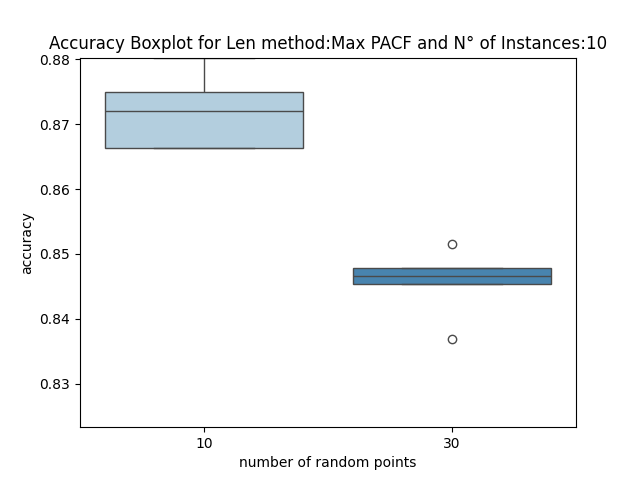 Accuracy Boxplot for Len method:Max PACF and N° of Instances:10
0.88
0.87
0.86
0.85
0.84
0.83
accuracy
10 30
number of random points